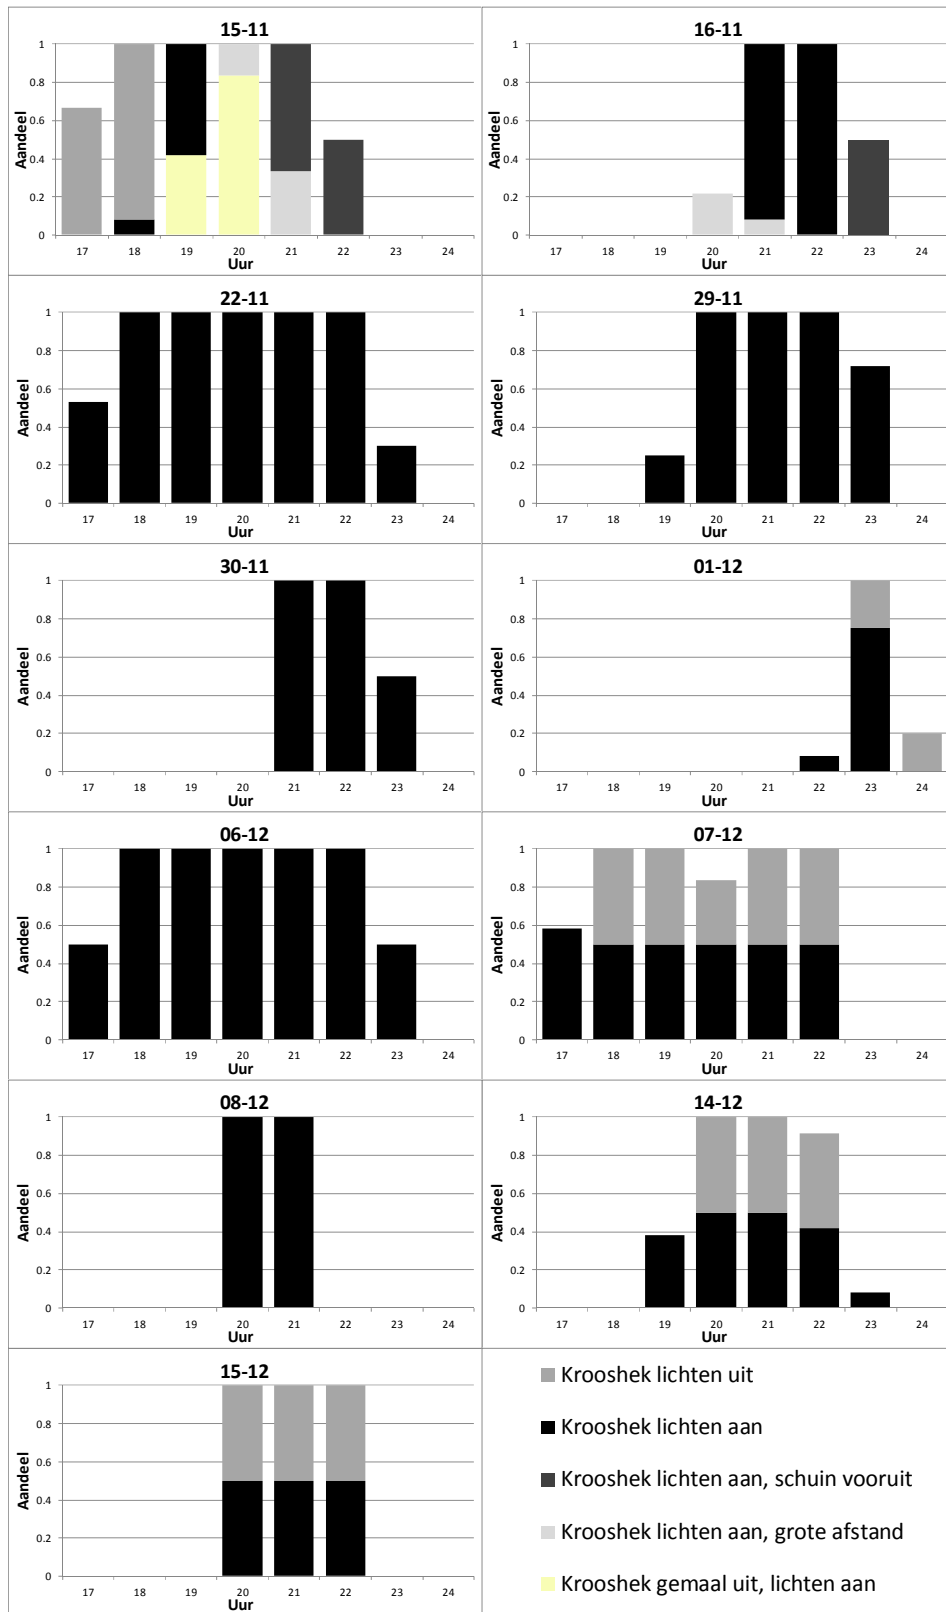 15-11
1
0.8
0.6
0.4
0.2
0
Aandeel
17 18 19 20 21 22 23 24
Uur
16-11
1
0.8
0.6
0.4
0.2
0
Aandeel
17 18 19 20 21 22 23 24
Uur
22-11
1
0.8
0.6
0.4
0.2
0
Aandeel
17 18 19 20 21 22 23 24
Uur
29-11
1
0.8
0.6
0.4
0.2
0
Aandeel
17 18 19 20 21 22 23 24
Uur
30-11
1
0.8
0.6
0.4
0.2
0
Aandeel
17 18 19 20 21 22 23 24
Uur
01-12
1
0.8
0.6
0.4
0.2
0
Aandeel
17 18 19 20 21 22 23 24
Uur
06-12
1
0.8
0.6
0.4
0.2
0
Aandeel
17 18 19 20 21 22 23 24
Uur
07-12
1
0.8
0.6
0.4
0.2
0
Aandeel
17 18 19 20 21 22 23 24
Uur
08-12
1
0.8
0.6
0.4
0.2
0
Aandeel
17 18 19 20 21 22 23 24
Uur
14-12
1
0.8
0.6
0.4
0.2
0
Aandeel
17 18 19 20 21 22 23 24
Uur
15-12
1
0.8
0.6
0.4
0.2
0
Aandeel
17 18 19 20 21 22 23 24
Uur
Krooshek lichten uit
Krooshek lichten aan
Krooshek lichten aan, schuin vooruit
Krooshek lichten aan, grote afstand
Krooshek gemaal uit, lichten aan